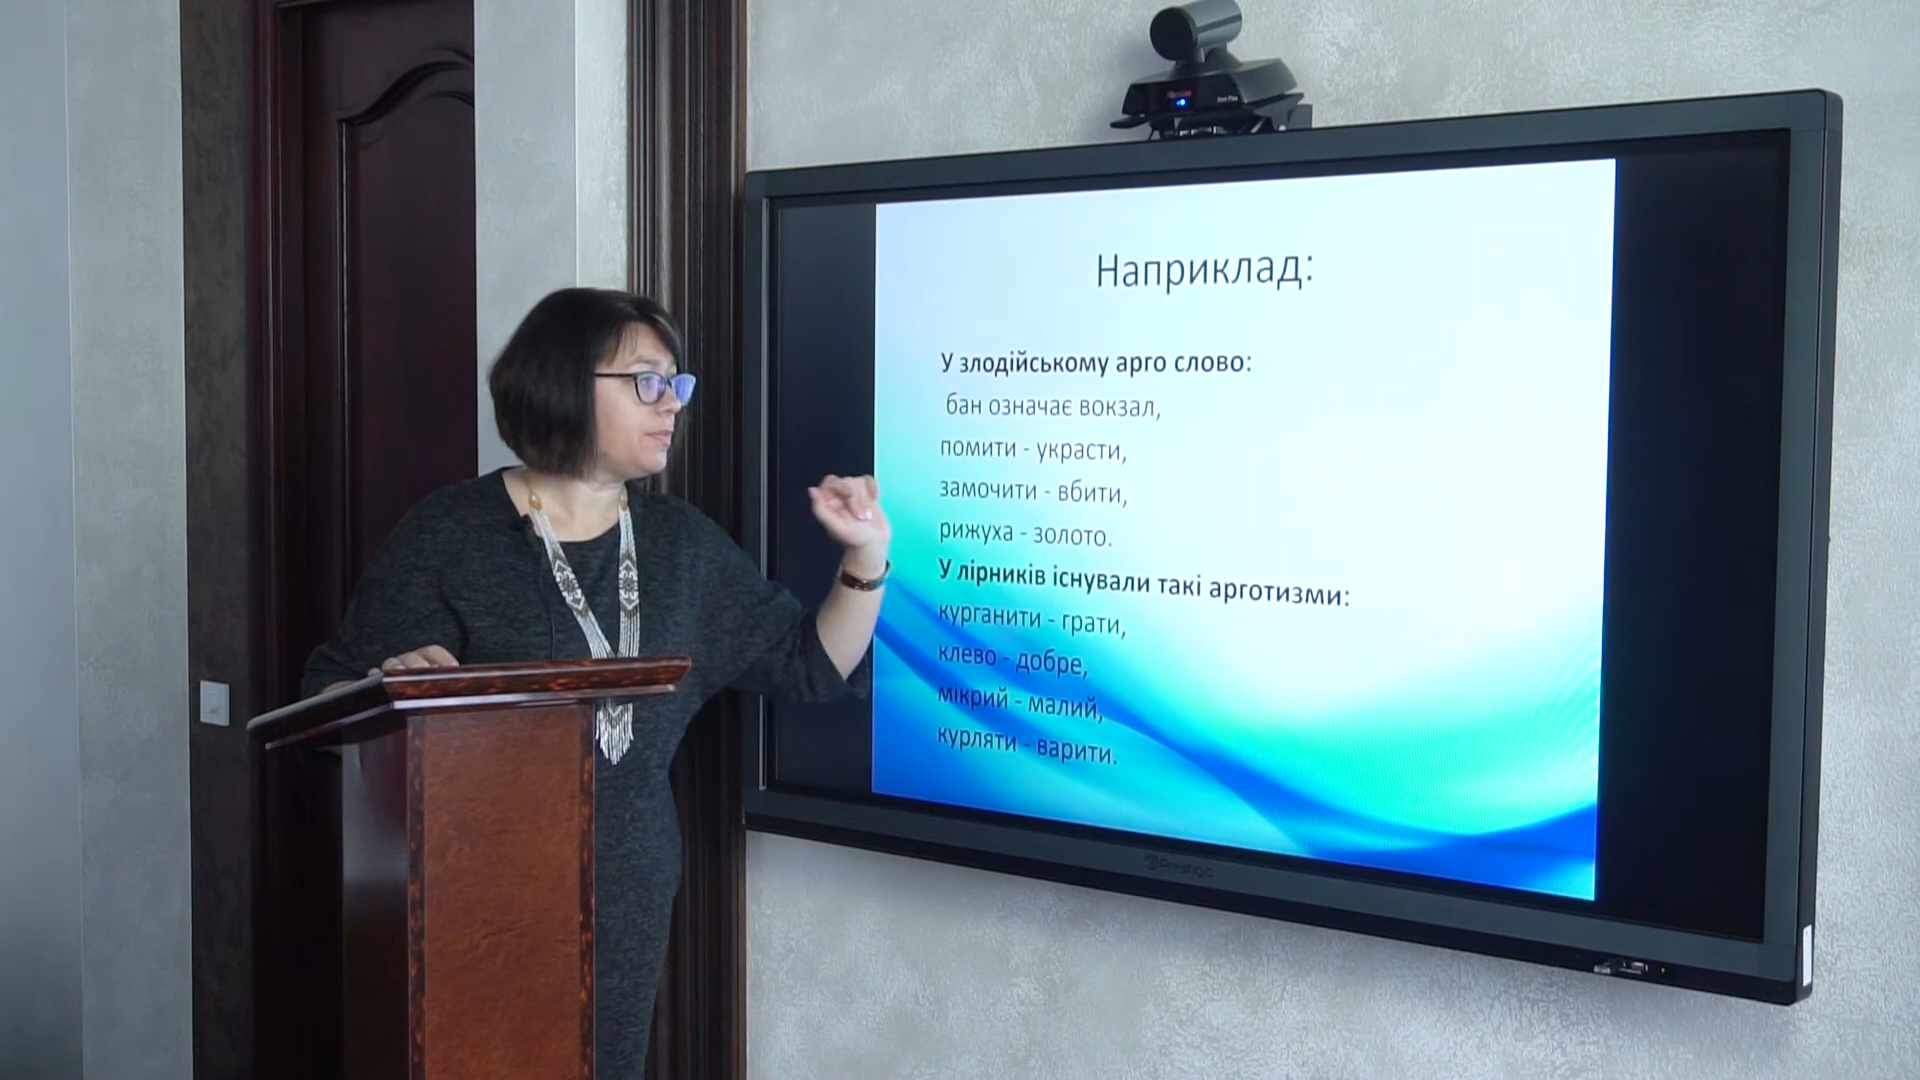 Наприклад:
У злодійському арго слово:
бан означає вокзал,
помити - украсти,
замочити - вбити,
рижуха - золото.
У лірників існували такі арготизми:
курганити - грати,
клево - добре,
мікрий - малий,
курляти - варити.
Prestigio